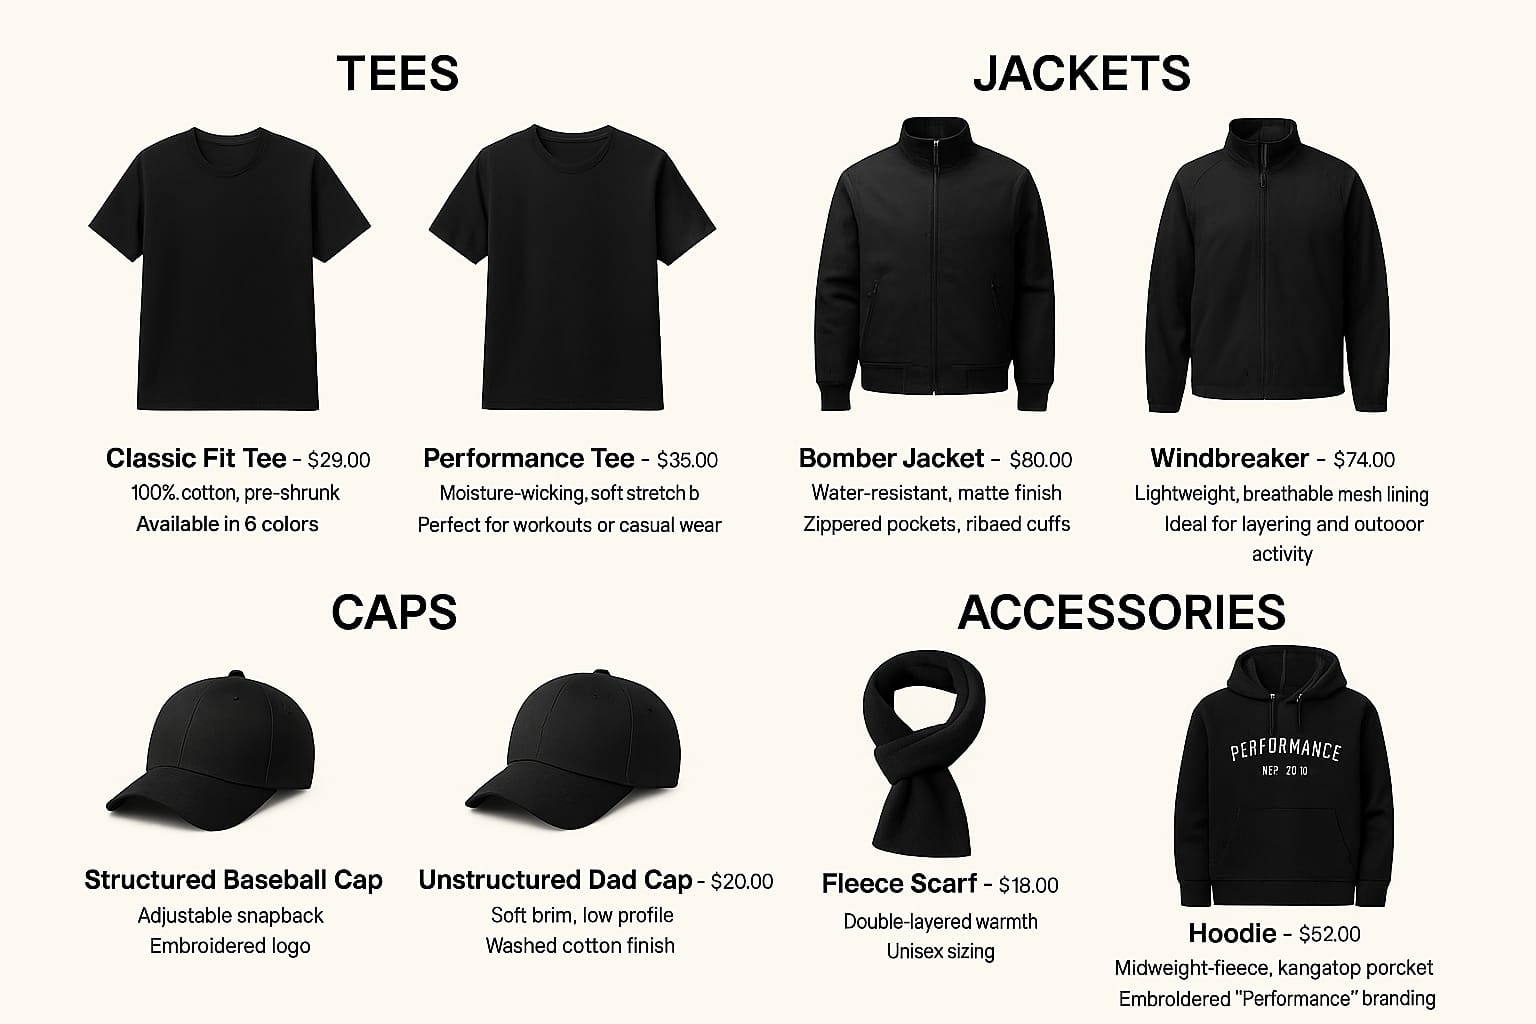 TEES
Classic Fit Tee - $29.00
100%. cotton, pre-shrunk
Available in 6 colors
Performance Tee - $35.00
Moisture-wicking, soft stretch b
Perfect for workouts or casual wear
JACKETS
Bomber Jacket - $80.00
Water-resistant, matte finish
Zippered pockets, ribaed cuffs
Windbreaker - $74.00
Lightweight, breathable mesh lining
Ideal for layering and outooor
activity
CAPS
Structured Baseball Cap
Adjustable snapback
Embroidered logo
Unstructured Dad Cap - $20.00
Soft brim, low profile
Washed cotton finish
ACCESSORIES
Fleece Scarf - $18.00
Double-layered warmth
Unisex sizing
PERFORMANCE
NEP. 20 10
Hoodie - $52.00
Midweight-fieece, kangatop porcket
Embroldered "Performance" branding